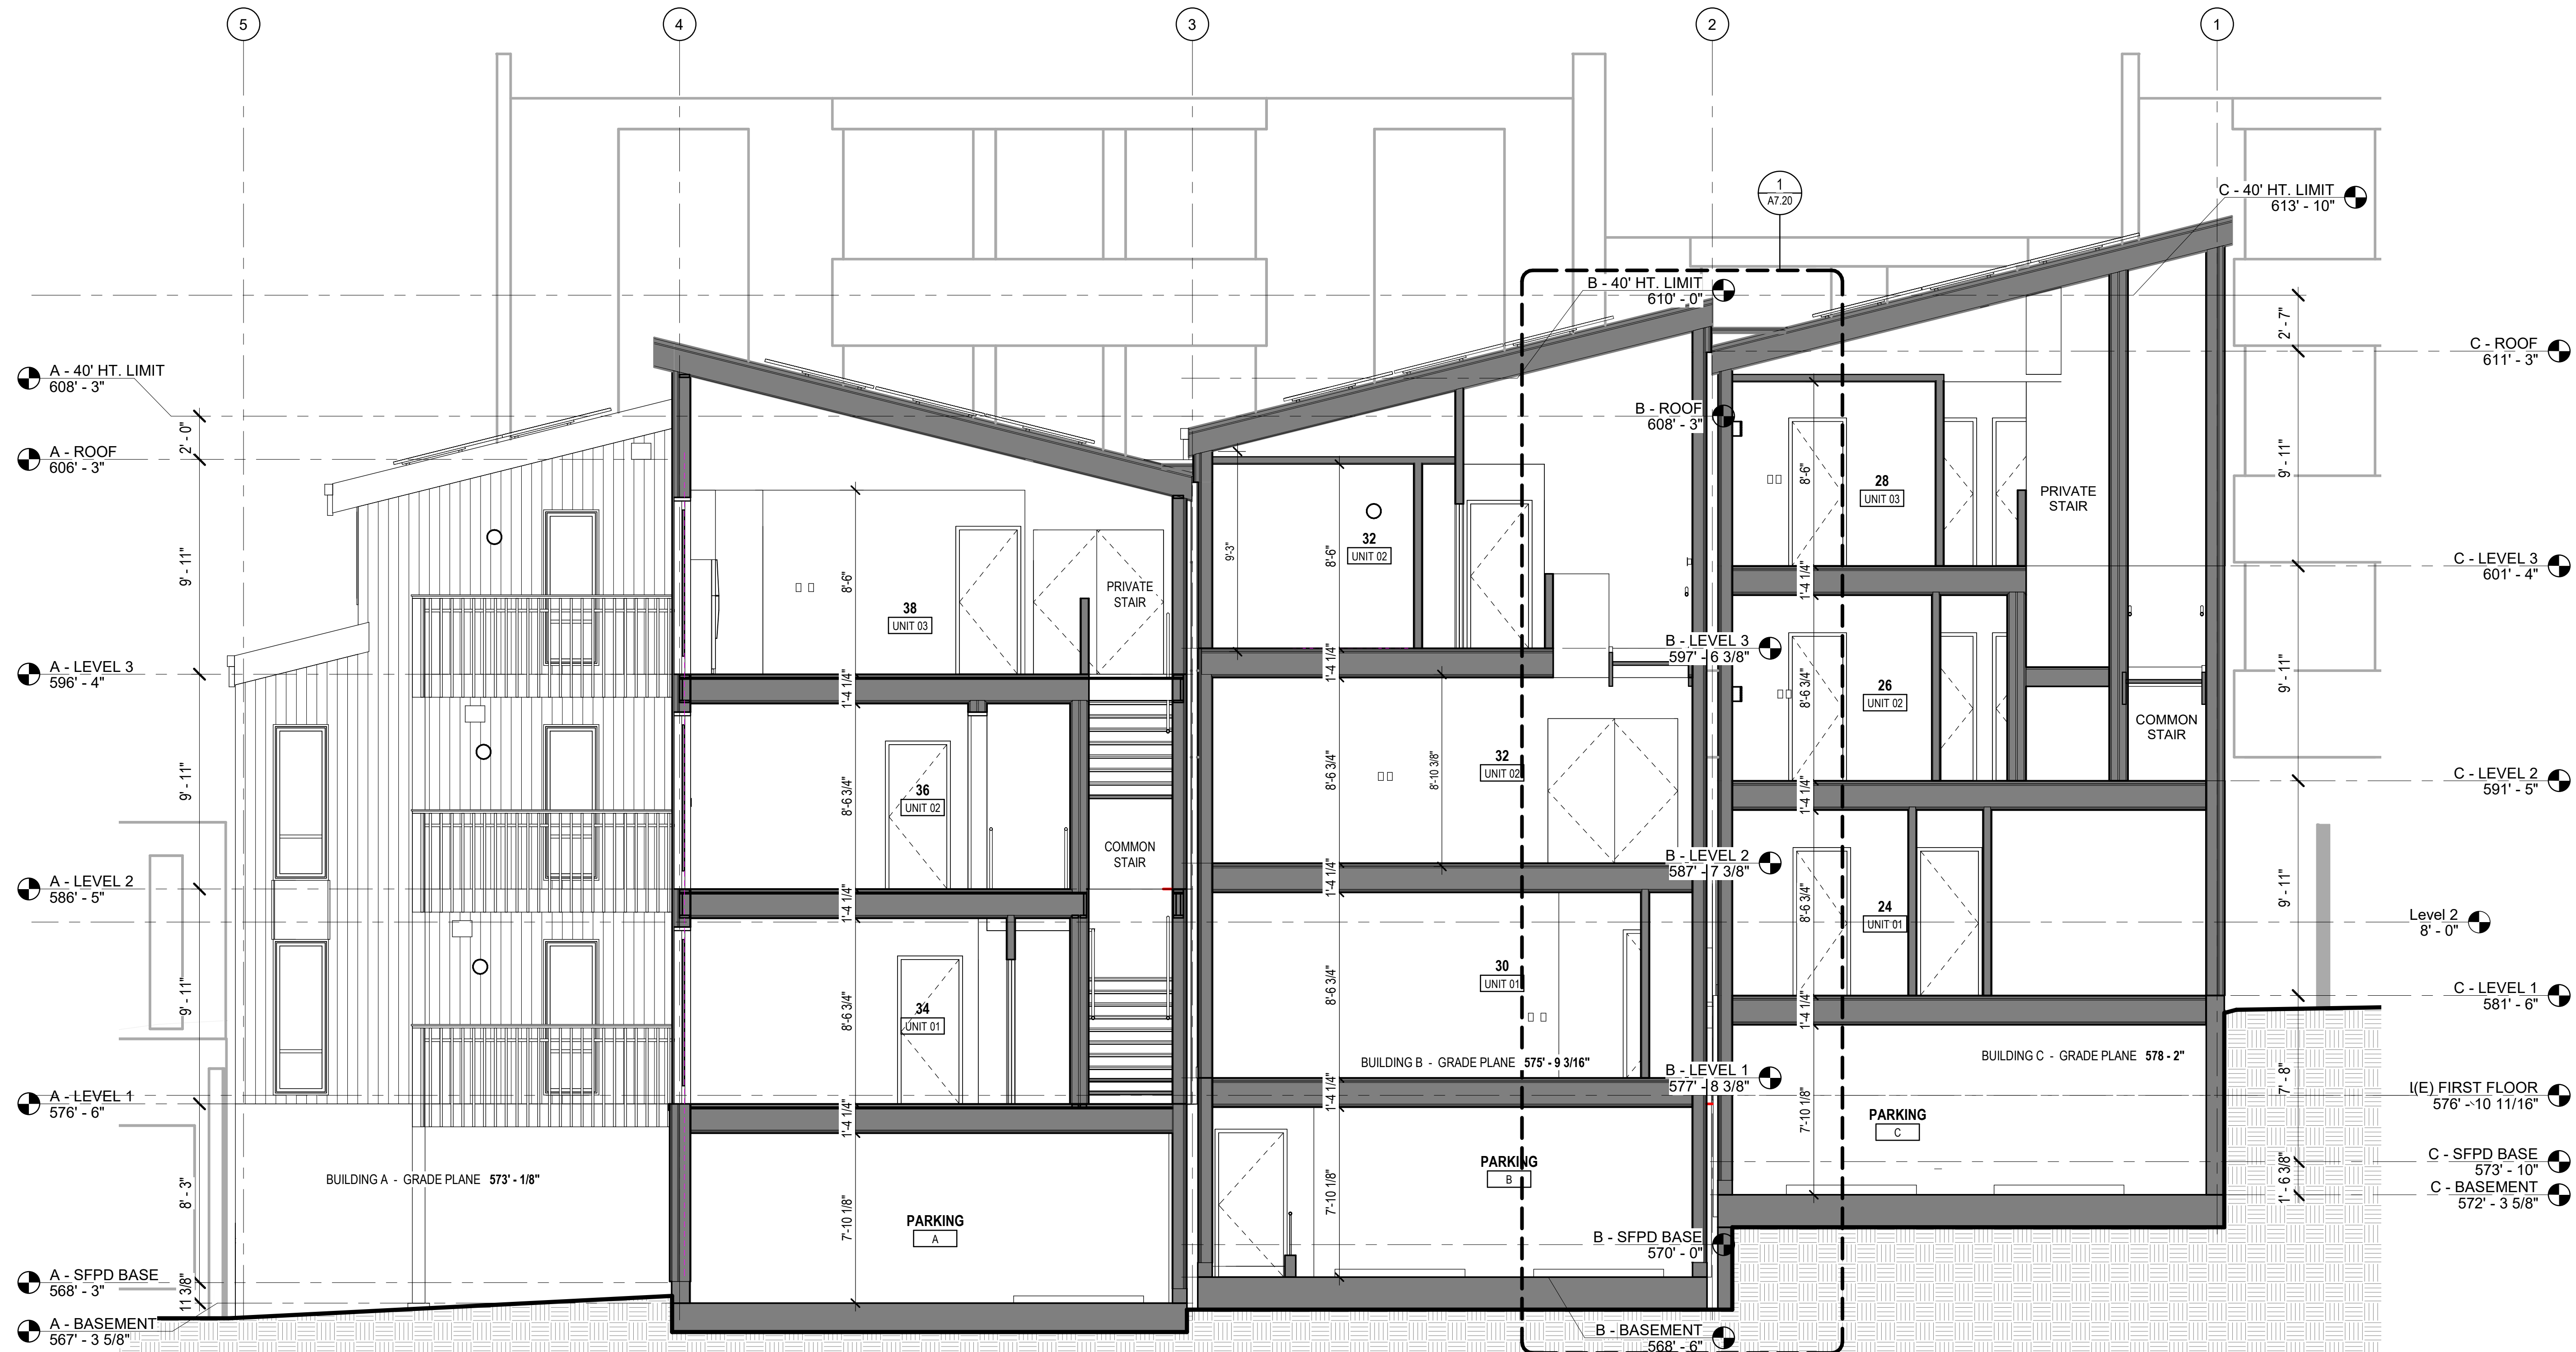 5
4
3
2
1
1
A7.20
C - 40' HT. LIMIT
613' - 10"
B - 40' HT. LIMIT
610' - 0"
2' - 7"
C - ROOF
611' - 3"
A - 40' HT. LIMIT
608' - 3"
B - ROOF
608' - 3"
2' - 0"
A - ROOF
606' - 3"
9' - 11"
8'-6"
38
UNIT 03
PRIVATE
STAIR
9'-3"
8'-6"
32
UNIT 02
8'-6"
28
UNIT 03
PRIVATE
STAIR
9' - 11"
C - LEVEL 3
601' - 4"
A - LEVEL 3
596' - 4"
1'-4 1/4"
1'-4 1/4"
B - LEVEL 3
597' - 6 3/8"
1'-4 1/4"
8'-6 3/4"
26
UNIT 02
COMMON
STAIR
9' - 11"
9' - 11"
8'-6 3/4"
36
UNIT 02
COMMON
STAIR
8'-6 3/4"
8'-10 3/8"
32
UNIT 02
C - LEVEL 2
591' - 5"
1'-4 1/4"
A - LEVEL 2
586' - 5"
1'-4 1/4"
1'-4 1/4"
B - LEVEL 2
587' - 7 3/8"
8'-6 3/4"
24
UNIT 01
9' - 11"
Level 2
8' - 0"
9' - 11"
8'-6 3/4"
34
UNIT 01
8'-6 3/4"
30
UNIT 01
C - LEVEL 1
581' - 6"
1'-4 1/4"
BUILDING B - GRADE PLANE 575' - 9 3/16"
BUILDING C - GRADE PLANE 578 - 2"
7' - 8"
A - LEVEL 1
576' - 6"
1'-4 1/4"
1'-4 1/4"
B - LEVEL 1
577' - 8 3/8"
I(E) FIRST FLOOR
576' - 10 11/16"
7'-10 1/8"
PARKING
C
8' - 3"
BUILDING A - GRADE PLANE 573' - 1/8"
7'-10 1/8"
PARKING
A
7'-10 1/8"
PARKING
B
C - SFPD BASE
573' - 10"
1' - 6 3/8"
C - BASEMENT
572' - 3 5/8"
B - SFPD BASE
570' - 0"
A - SFPD BASE
568' - 3"
11 3/8"
A - BASEMENT
567' - 3 5/8"
B - BASEMENT
568' - 6"